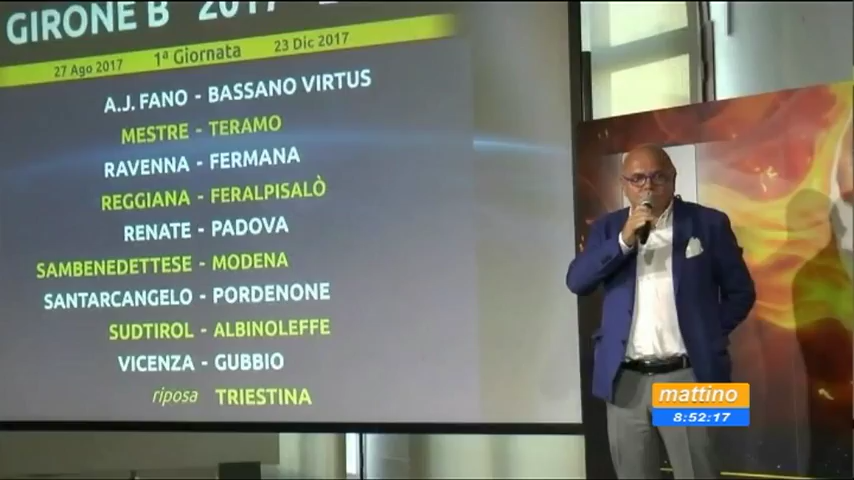 GIRONE B 2017
27 Ago 2017 1ª Giornata 23 Dic 2017
A.J. FANO - BASSANO VIRTUS
MESTRE - TERAMO
RAVENNA - FERMANA
REGGIANA - FERALPISALÒ
RENATE - PADOVA
SAMBENEDETTESE - MODENA
SANTARCANGELO - PORDENONE
SUDTIROL - ALBINOLEFFE
VICENZA - GUBBIO
riposa TRIESTINA
mattino
8:52:17